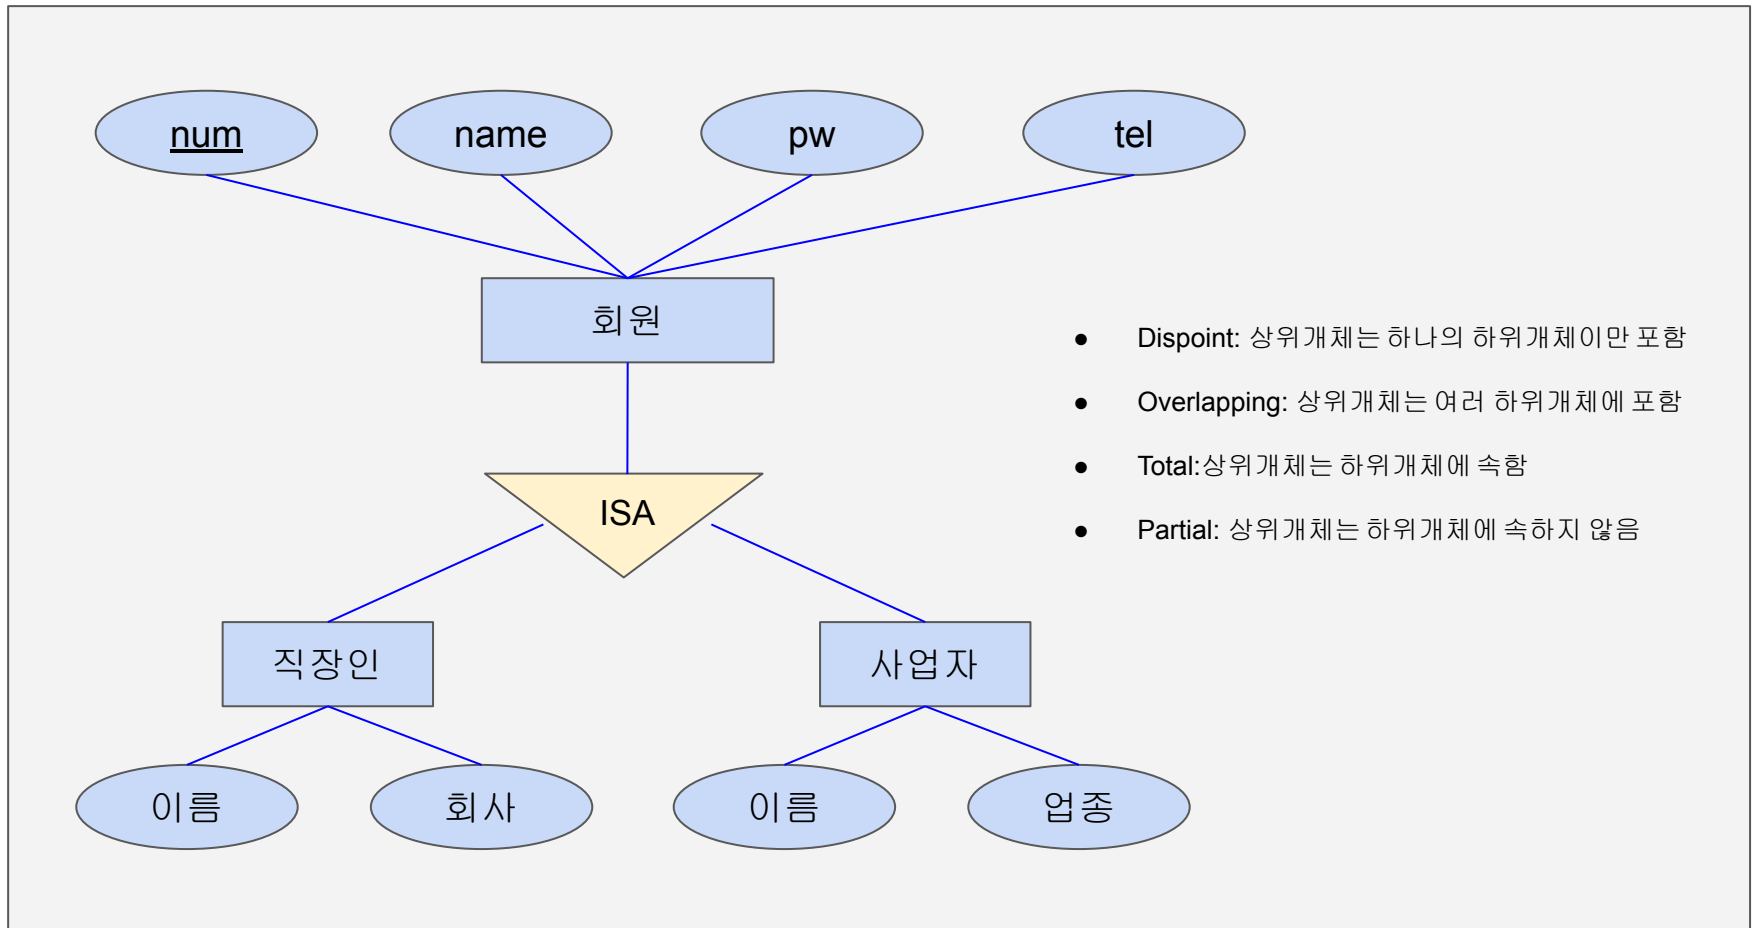 num
name
pw
tel
회원
ISA
직장인
사업자
이름
회사
이름
업종
● Dispoint: 상위개체는 하나의 하위개체이만 포함
● Overlapping: 상위개체는 여러 하위개체에 포함
● Total:상위개체는 하위개체에 속함
● Partial: 상위개체는 하위개체에 속하지 않음